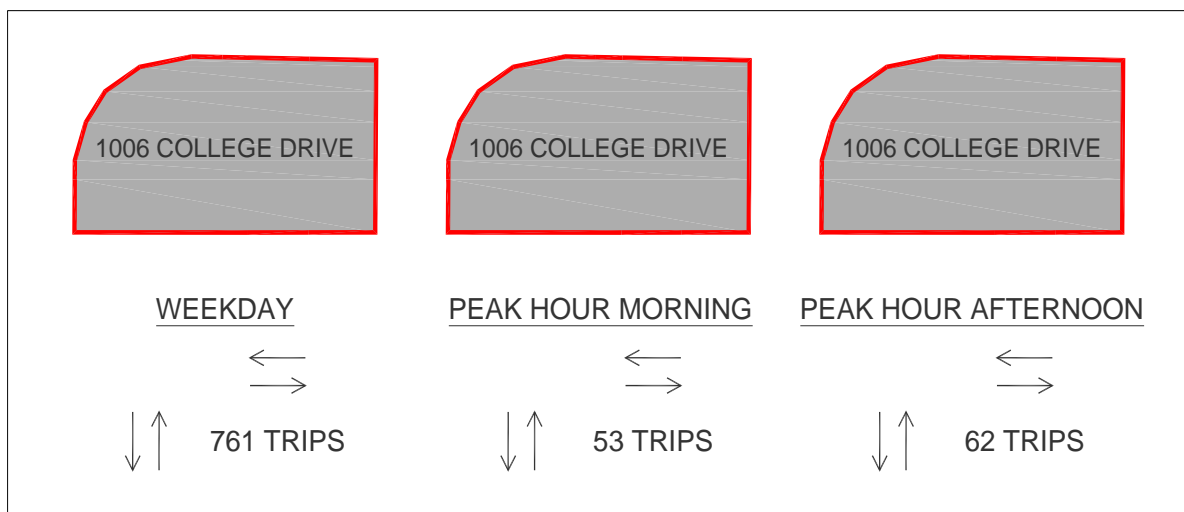 1006 COLLEGE DRIVE
1006 COLLEGE DRIVE
1006 COLLEGE DRIVE
WEEKDAY
PEAK HOUR MORNING
PEAK HOUR AFTERNOON
761 TRIPS
53 TRIPS
62 TRIPS